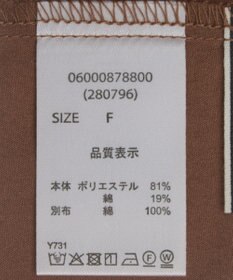 06000878800
(280796)
SIZE F
品質表示
本体 ポリエステル 81%
綿 19%
別布 綿 100%
Y731